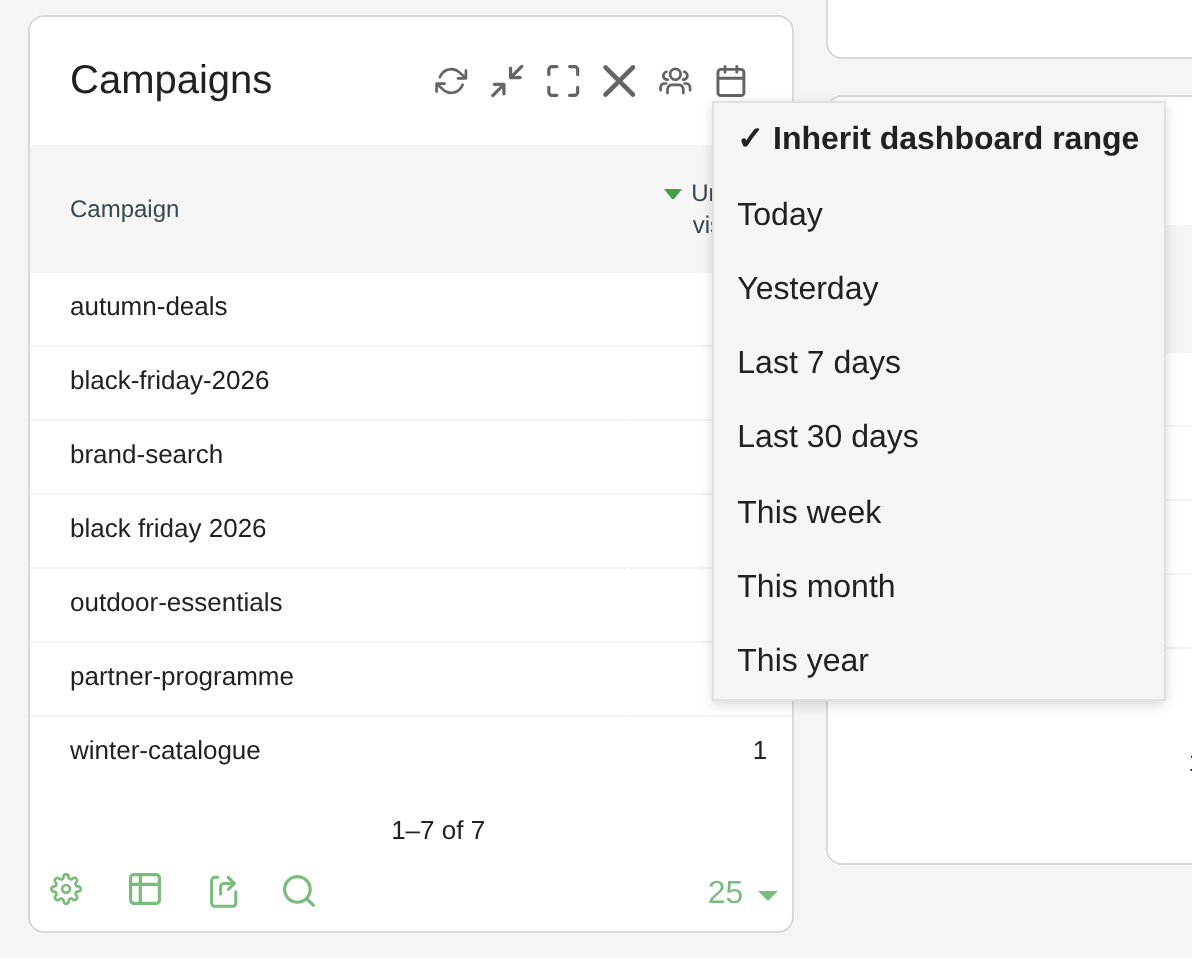 Campaigns
✓ Inherit dashboard range
Today
Yesterday
Last 7 days
Last 30 days
This week
This month
This year
Campaign
autumn-deals
black-friday-2026
brand-search
black friday 2026
outdoor-essentials
partner-programme
winter-catalogue 1
1–7 of 7
25